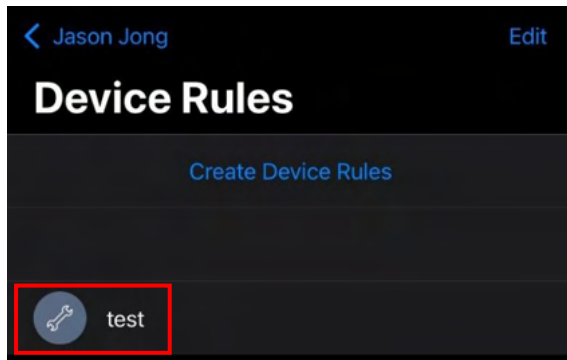 Jason Jong
Edit
Device Rules
Create Device Rules
test